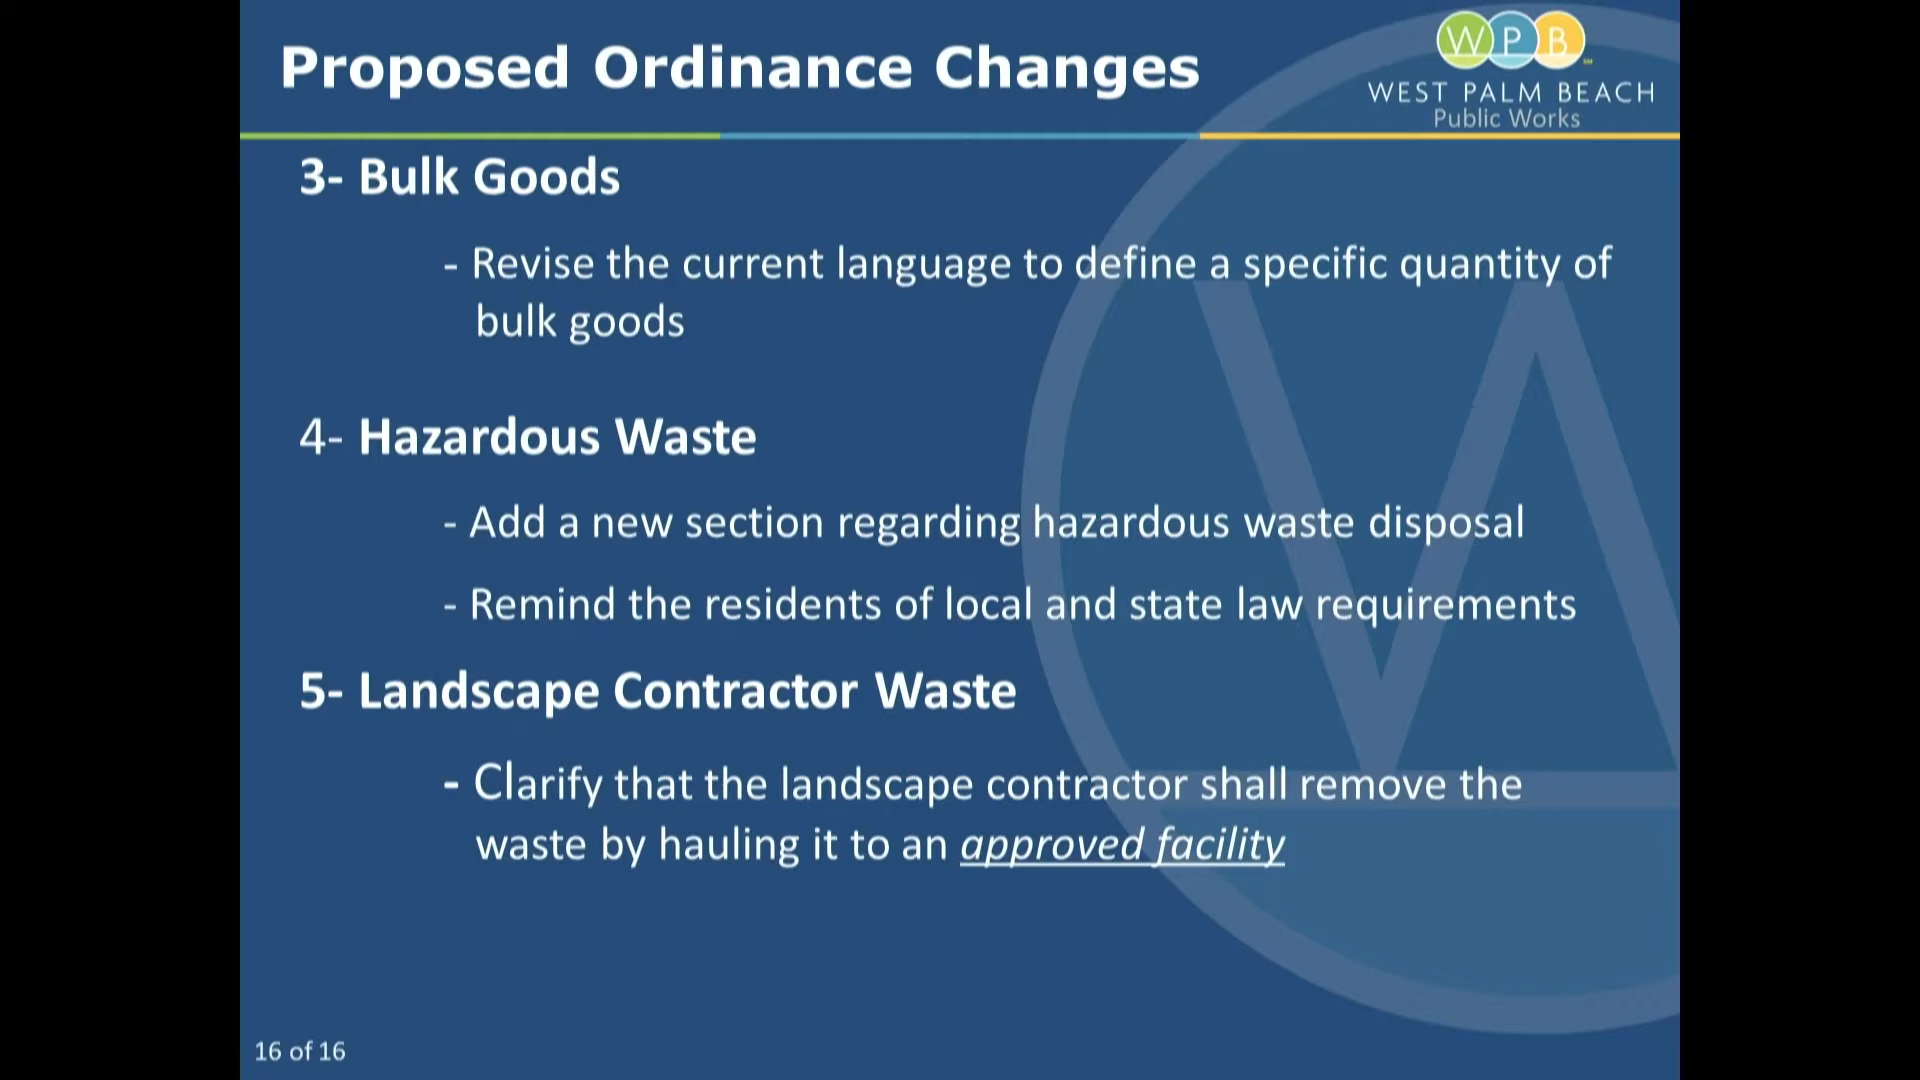 Proposed Ordinance Changes
WPB
WEST PALM BEACH
Public Works
3- Bulk Goods
- Revise the current language to define a specific quantity of
bulk goods
4- Hazardous Waste
- Add a new section regarding hazardous waste disposal
- Remind the residents of local and state law requirements
5- Landscape Contractor Waste
- Clarify that the landscape contractor shall remove the
waste by hauling it to an approved facility
16 of 16